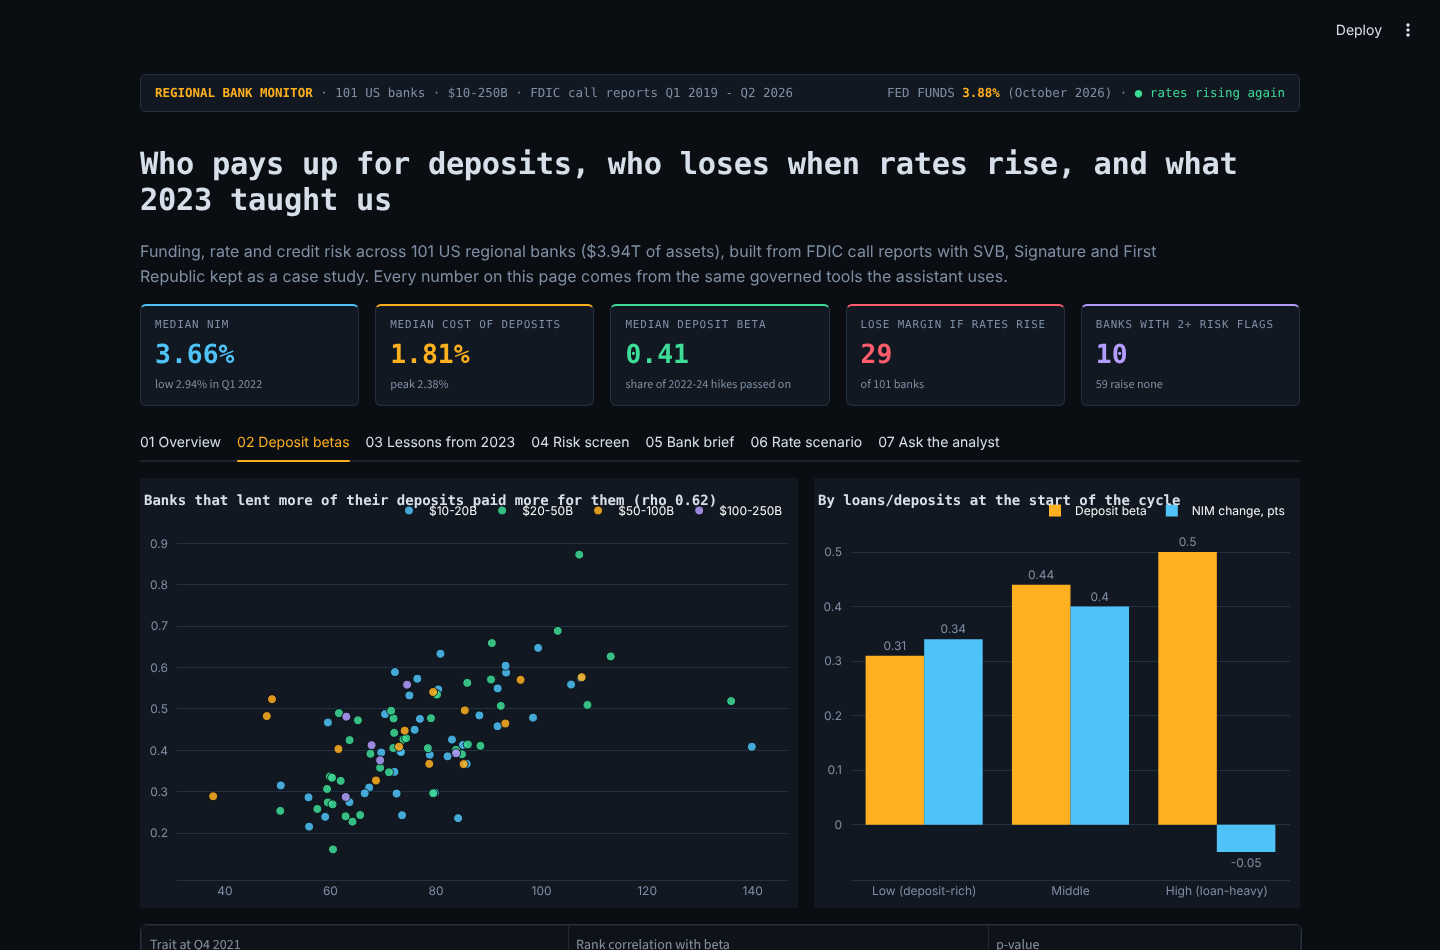 Deploy
REGIONAL BANK MONITOR · 101 US banks · $10-250B · FDIC call reports Q1 2019 - Q2 2026
FED FUNDS 3.88% (October 2026) · ● rates rising again
Who pays up for deposits, who loses when rates rise, and what
2023 taught us
Funding, rate and credit risk across 101 US regional banks ($3.94T of assets), built from FDIC call reports with SVB, Signature and First
Republic kept as a case study. Every number on this page comes from the same governed tools the assistant uses.
MEDIAN NIM
3.66%
low 2.94% in Q1 2022
MEDIAN COST OF DEPOSITS
1.81%
peak 2.38%
MEDIAN DEPOSIT BETA
0.41
share of 2022-24 hikes passed on
LOSE MARGIN IF RATES RISE
29
of 101 banks
BANKS WITH 2+ RISK FLAGS
10
59 raise none
01 Overview
02 Deposit betas
03 Lessons from 2023
04 Risk screen
05 Bank brief
06 Rate scenario
07 Ask the analyst
Banks that lent more of their deposits paid more for them (rho 0.62)
$10-20B
$20-50B
$50-100B
$100-250B
0.9
0.8
0.7
0.6
0.5
0.4
0.3
0.2
40
60
80
100
120
140
By loans/deposits at the start of the cycle
Deposit beta
NIM change, pts
0.5
0.4
0.3
0.2
0.1
0
0.31
0.34
0.44
0.4
0.5
-0.05
Low (deposit-rich)
Middle
High (loan-heavy)
Trait at Q4 2021
Rank correlation with beta
p-value